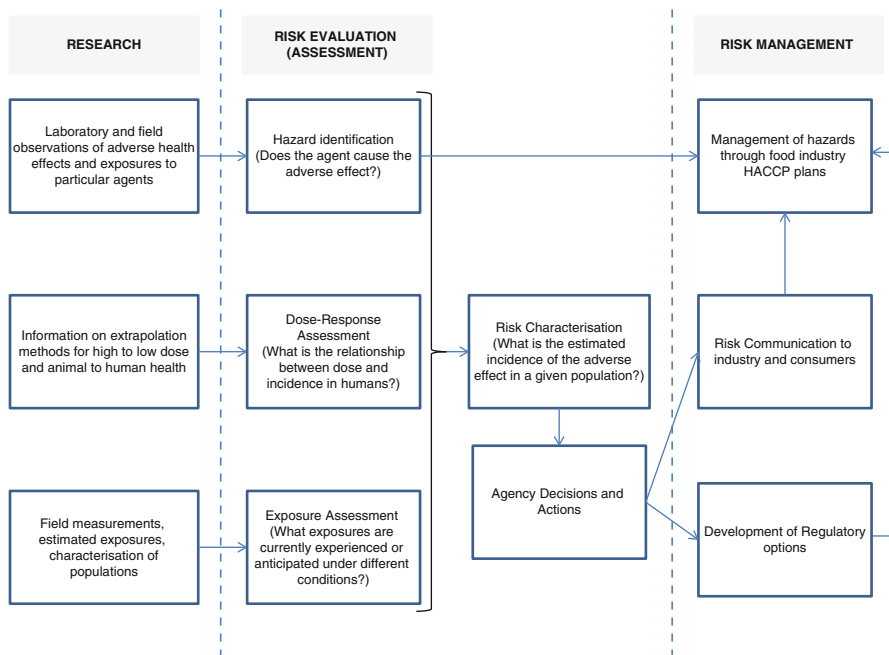 RESEARCH
RISK EVALUATION
(ASSESSMENT)
RISK MANAGEMENT
Laboratory and field
observations of adverse health
effects and exposures to
particular agents
Hazard identification
(Does the agent cause the
adverse effect?)
Management of hazards
through food industry
HACCP plans
Information on extrapolation
methods for high to low dose
and animal to human health
Dose-Response
Assessment
(What is the relationship
between dose and
incidence in humans?)
Risk Characterisation
(What is the estimated
incidence of the adverse
effect in a given population?)
Risk Communication to
industry and consumers
Agency Decisions and
Actions
Field measurements,
estimated exposures,
characterisation of
populations
Exposure Assessment
(What exposures are
currently experienced or
anticipated under different
conditions?)
Development of Regulatory
options